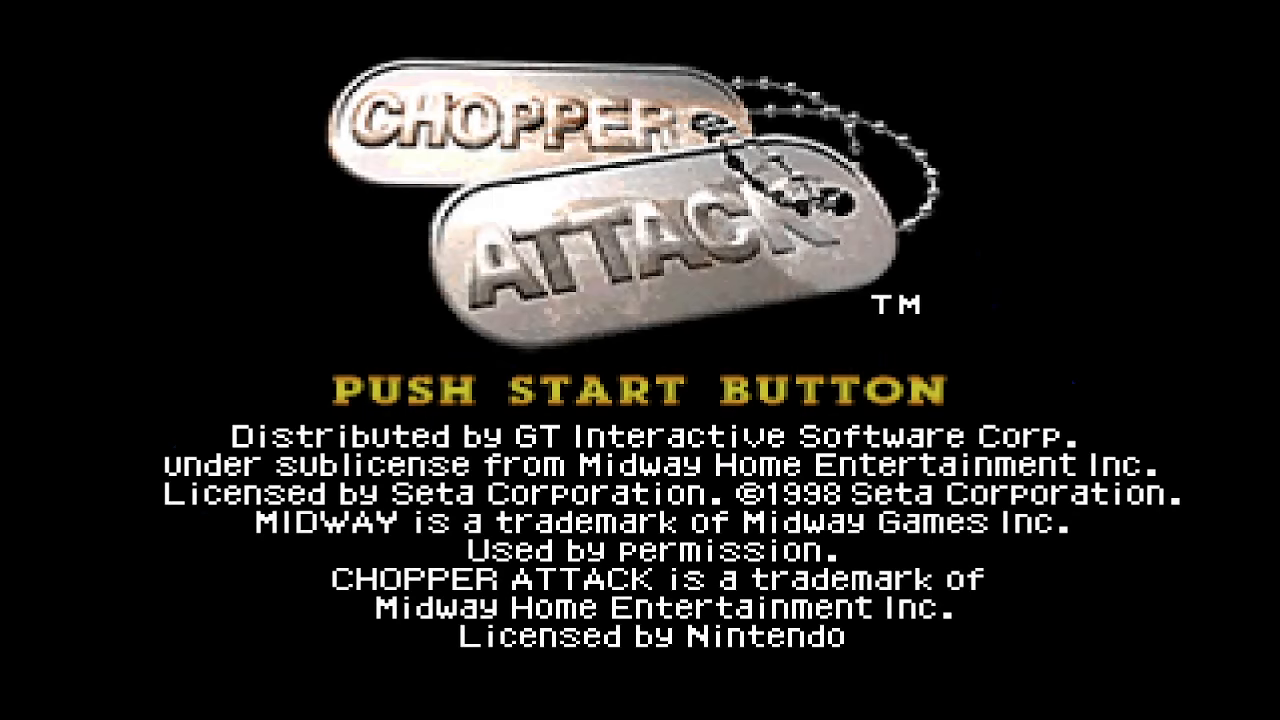 CHOPPER
ATTACK
TM
PUSH START BUTTON
Distributed by GT Interactive Software Corp.
under sublicense from Midway Home Entertainment Inc.
Licensed by Seta Corporation. ©1998 Seta Corporation.
MIDWAY is a trademark of Midway Games Inc.
Used by permission.
CHOPPER ATTACK is a trademark of
Midway Home Entertainment Inc.
Licensed by Nintendo